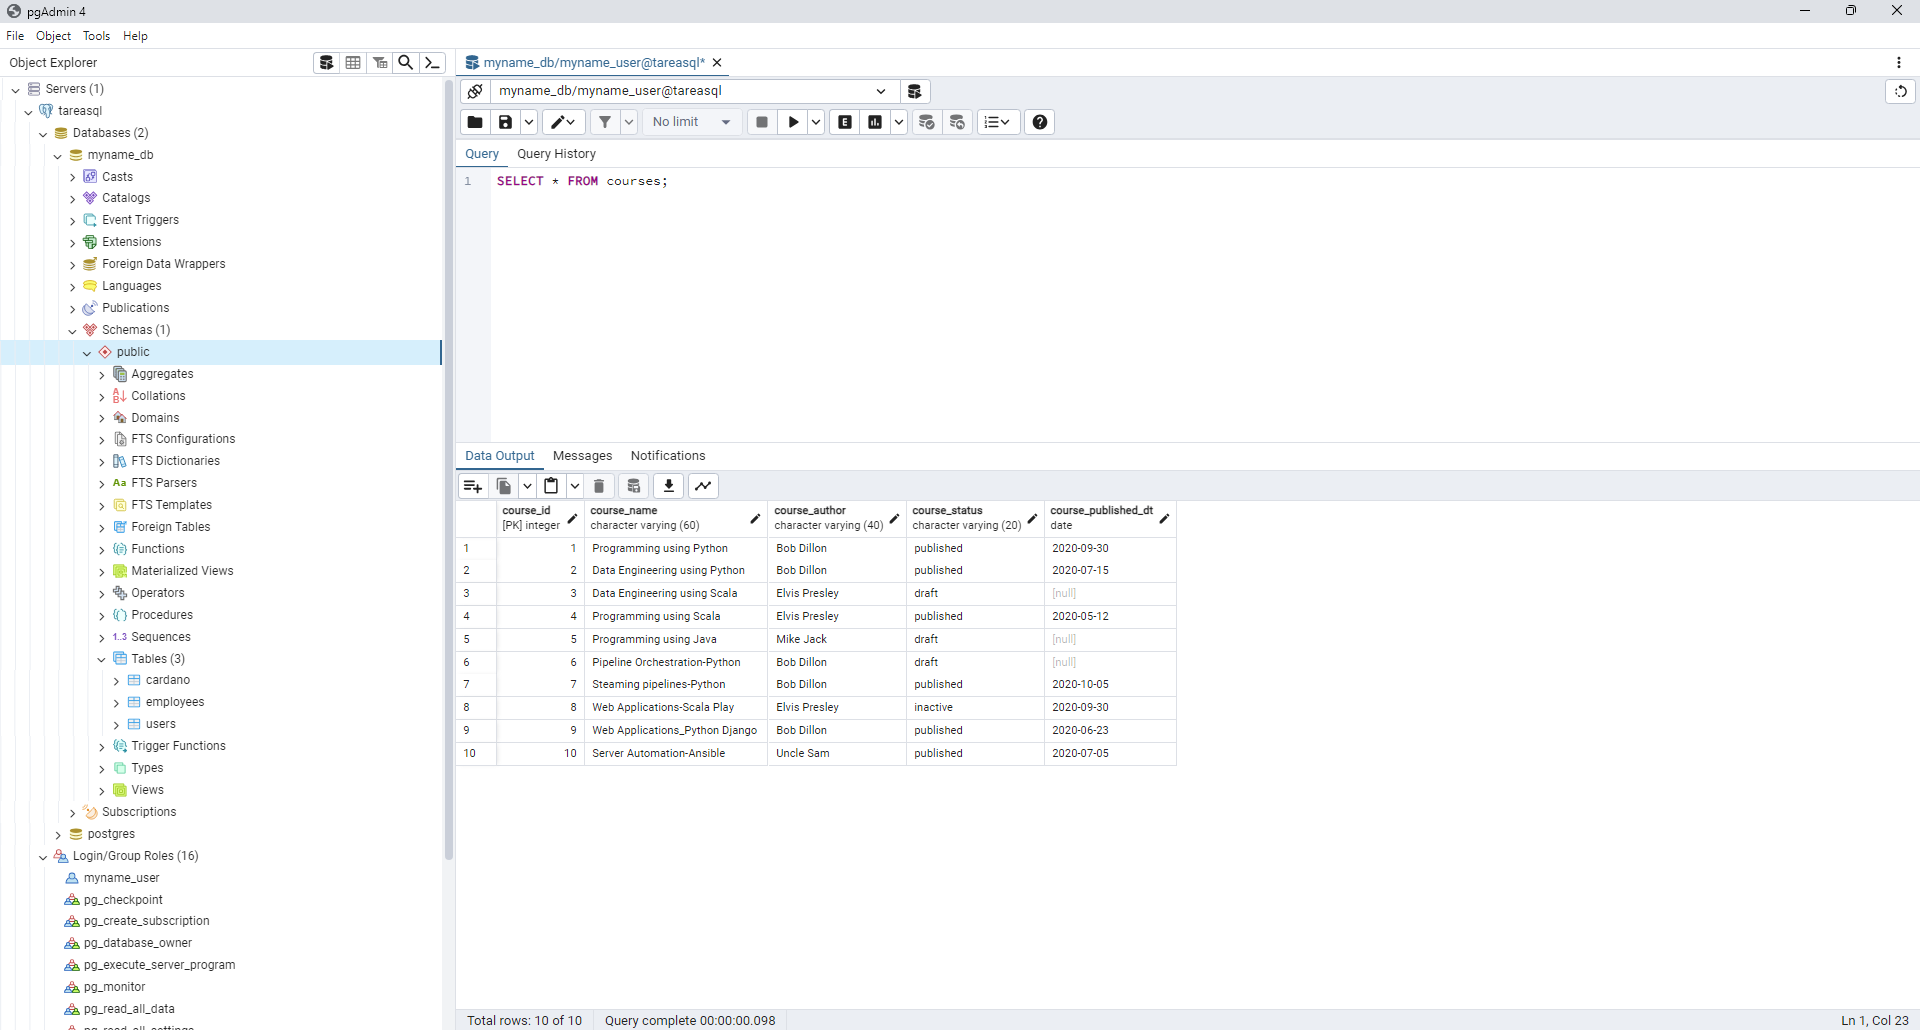 pgAdmin 4
File Object Tools Help
Object Explorer
myname_db/myname_user@tareasql*
Servers (1)
tareasql
Databases (2)
myname_db
Casts
Catalogs
Event Triggers
Extensions
Foreign Data Wrappers
Languages
Publications
Schemas (1)
public
Aggregates
Collations
Domains
FTS Configurations
FTS Dictionaries
Aa FTS Parsers
FTS Templates
Foreign Tables
Functions
Materialized Views
Operators
Procedures
1..3 Sequences
Tables (3)
cardano
employees
users
Trigger Functions
Types
Views
Subscriptions
postgres
Login/Group Roles (16)
myname_user
pg_checkpoint
pg_create_subscription
pg_database_owner
pg_execute_server_program
pg_monitor
pg_read_all_data
pg_read_all_settings
myname_db/myname_user@tareasql
No limit
E
Query Query History
1 SELECT * FROM courses;
Data Output Messages Notifications
course_id course_name course_author course_status course_published_dt
[PK] integer character varying (60) character varying (40) character varying (20) date
1 1 Programming using Python Bob Dillon published 2020-09-30
2 2 Data Engineering using Python Bob Dillon published 2020-07-15
3 3 Data Engineering using Scala Elvis Presley draft [null]
4 4 Programming using Scala Elvis Presley published 2020-05-12
5 5 Programming using Java Mike Jack draft [null]
6 6 Pipeline Orchestration-Python Bob Dillon draft [null]
7 7 Steaming pipelines-Python Bob Dillon published 2020-10-05
8 8 Web Applications-Scala Play Elvis Presley inactive 2020-09-30
9 9 Web Applications_Python Django Bob Dillon published 2020-06-23
10 10 Server Automation-Ansible Uncle Sam published 2020-07-05
Total rows: 10 of 10 Query complete 00:00:00.098 Ln 1, Col 23